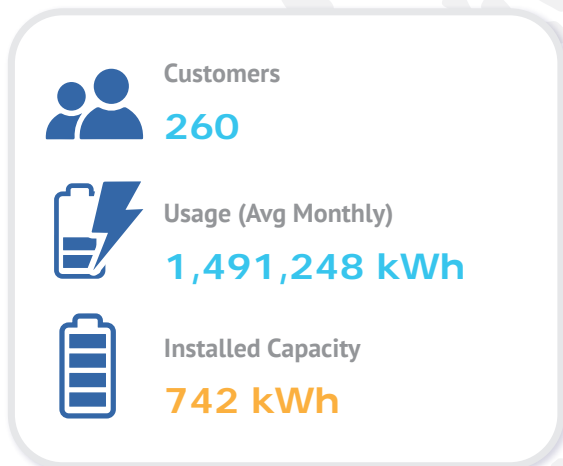 Customers
260
Usage (Avg Monthly)
1,491,248 kWh
Installed Capacity
742 kWh